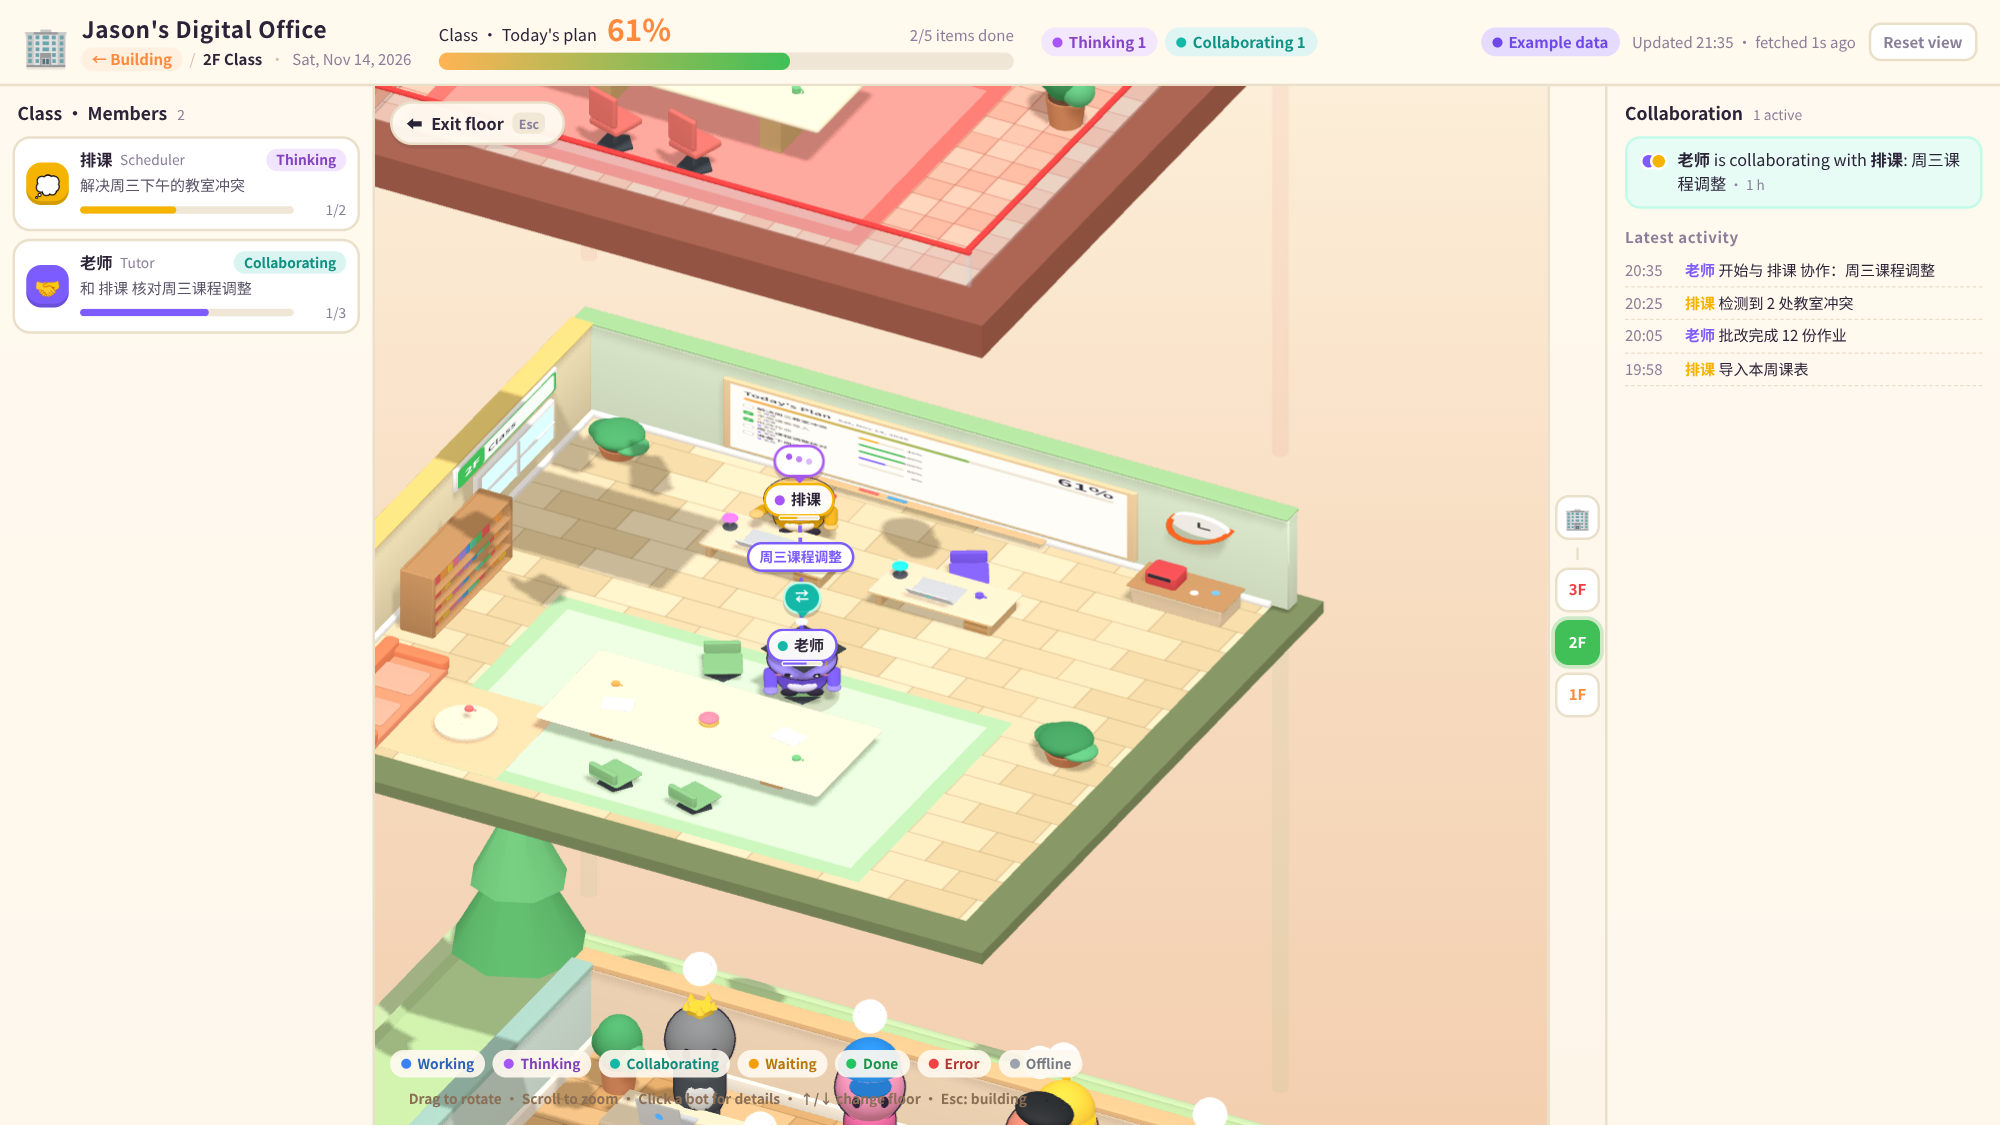 Jason's Digital Office
← Building / 2F Class · Sat, Nov 14, 2026
Class · Today's plan 61%
2/5 items done
Thinking 1
Collaborating 1
Example data
Updated 21:35 · fetched 1s ago
Reset view
Class · Members 2
排课 Scheduler
Thinking
解决周三下午的教室冲突
1/2
老师 Tutor
Collaborating
和 排课 核对周三课程调整
1/3
⬅ Exit floor Esc
2F Class
Today's Plan
61%
排课
周三课程调整
老师
3F
2F
1F
Working
Thinking
Collaborating
Waiting
Done
Error
Offline
Drag to rotate · Scroll to zoom · Click a bot for details · ↑/↓ change floor · Esc: building
Collaboration 1 active
老师 is collaborating with 排课: 周三课
程调整 · 1 h
Latest activity
20:35 老师 开始与 排课 协作：周三课程调整
20:25 排课 检测到 2 处教室冲突
20:05 老师 批改完成 12 份作业
19:58 排课 导入本周课表